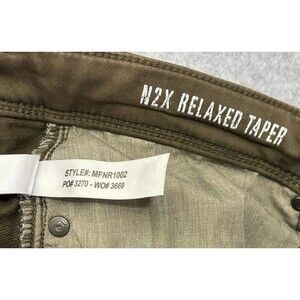 N2X RELAXED TAPER
STYLE#: MFNR1002
PO# 3270 - WO# 3669